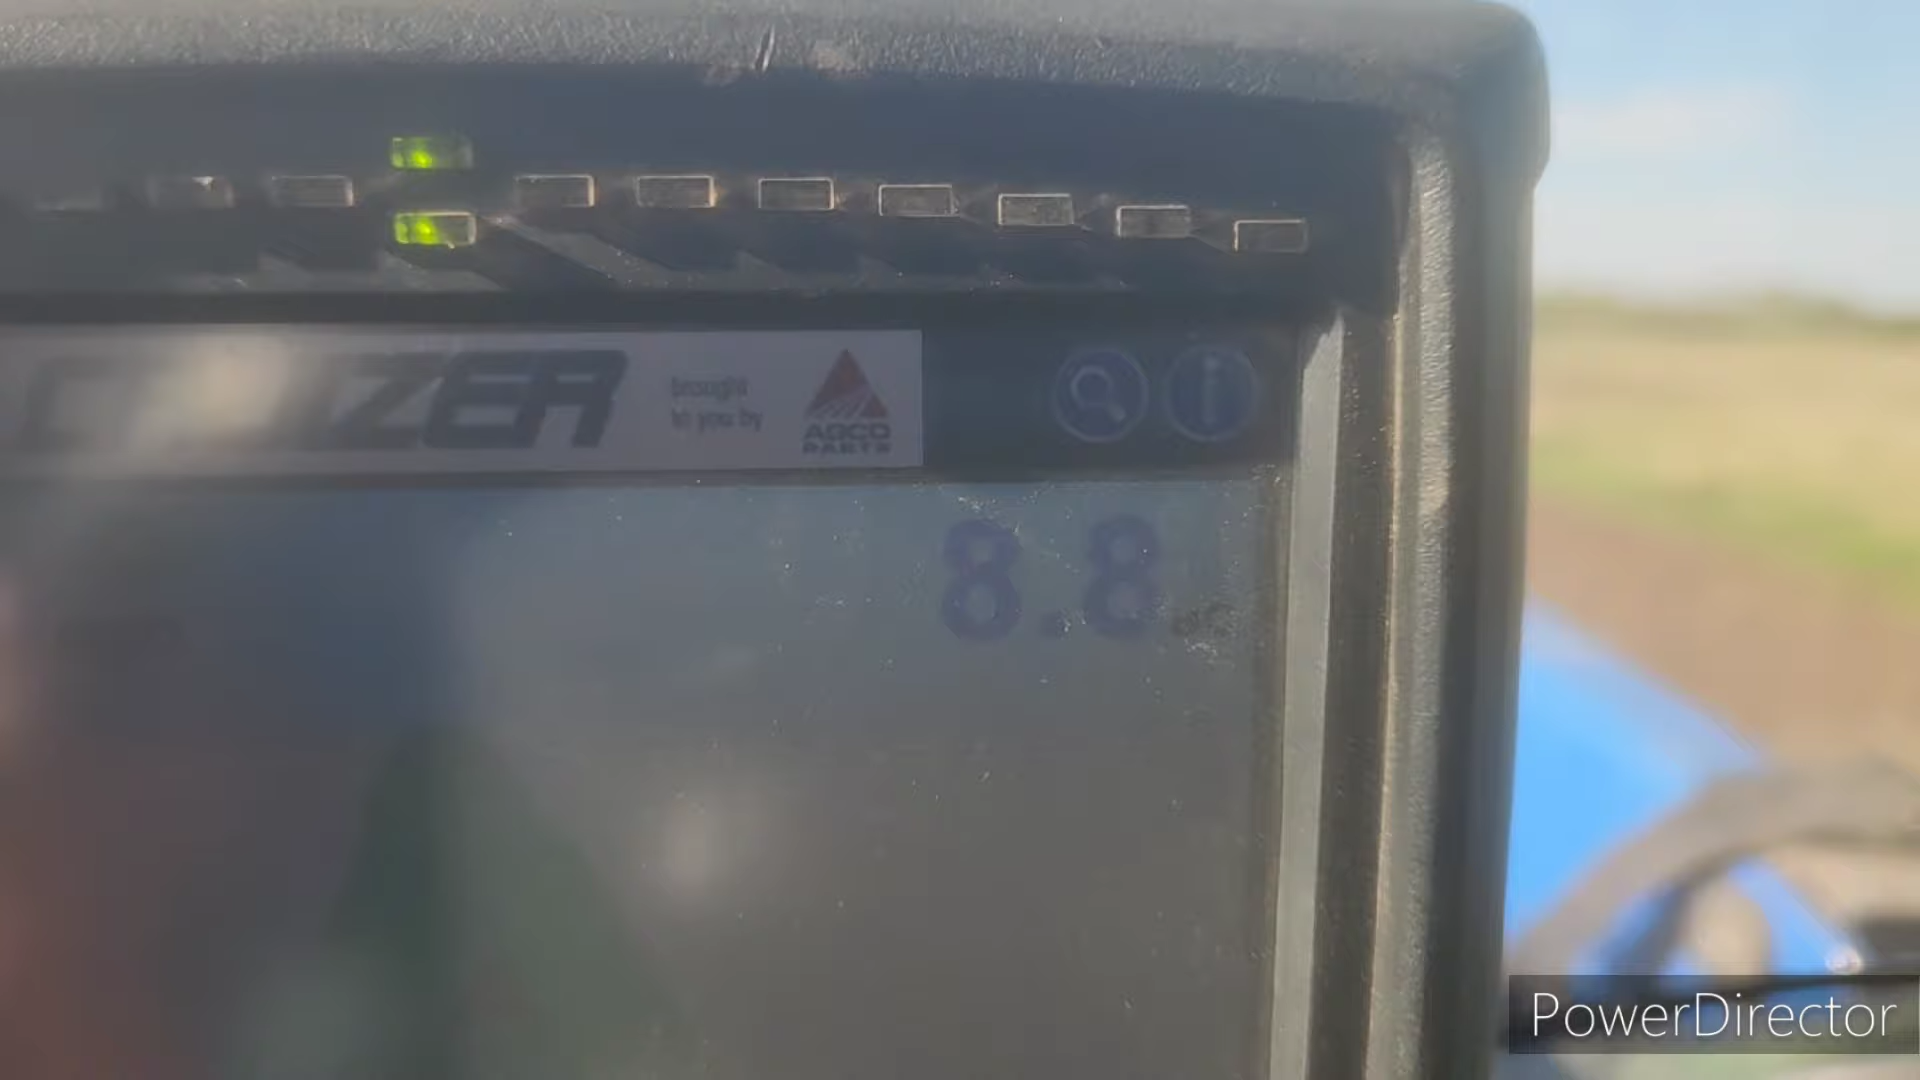 ZER
brought
to you by
AGCO
PARTS
8.8
PowerDirector